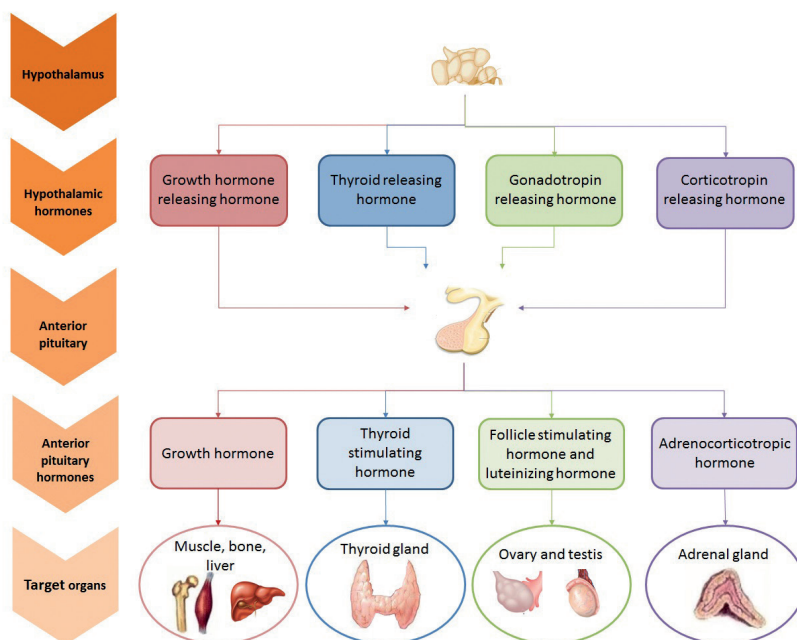 Hypothalamus
Hypothalamic
hormones
Growth hormone
releasing hormone
Thyroid releasing
hormone
Gonadotropin
releasing hormone
Corticotropin
releasing hormone
Anterior
pituitary
Anterior
pituitary
hormones
Growth hormone
Thyroid
stimulating
hormone
Follicle stimulating
hormone and
luteinizing hormone
Adrenocorticotropic
hormone
Target organs
Muscle, bone,
liver
Thyroid gland
Ovary and testis
Adrenal gland